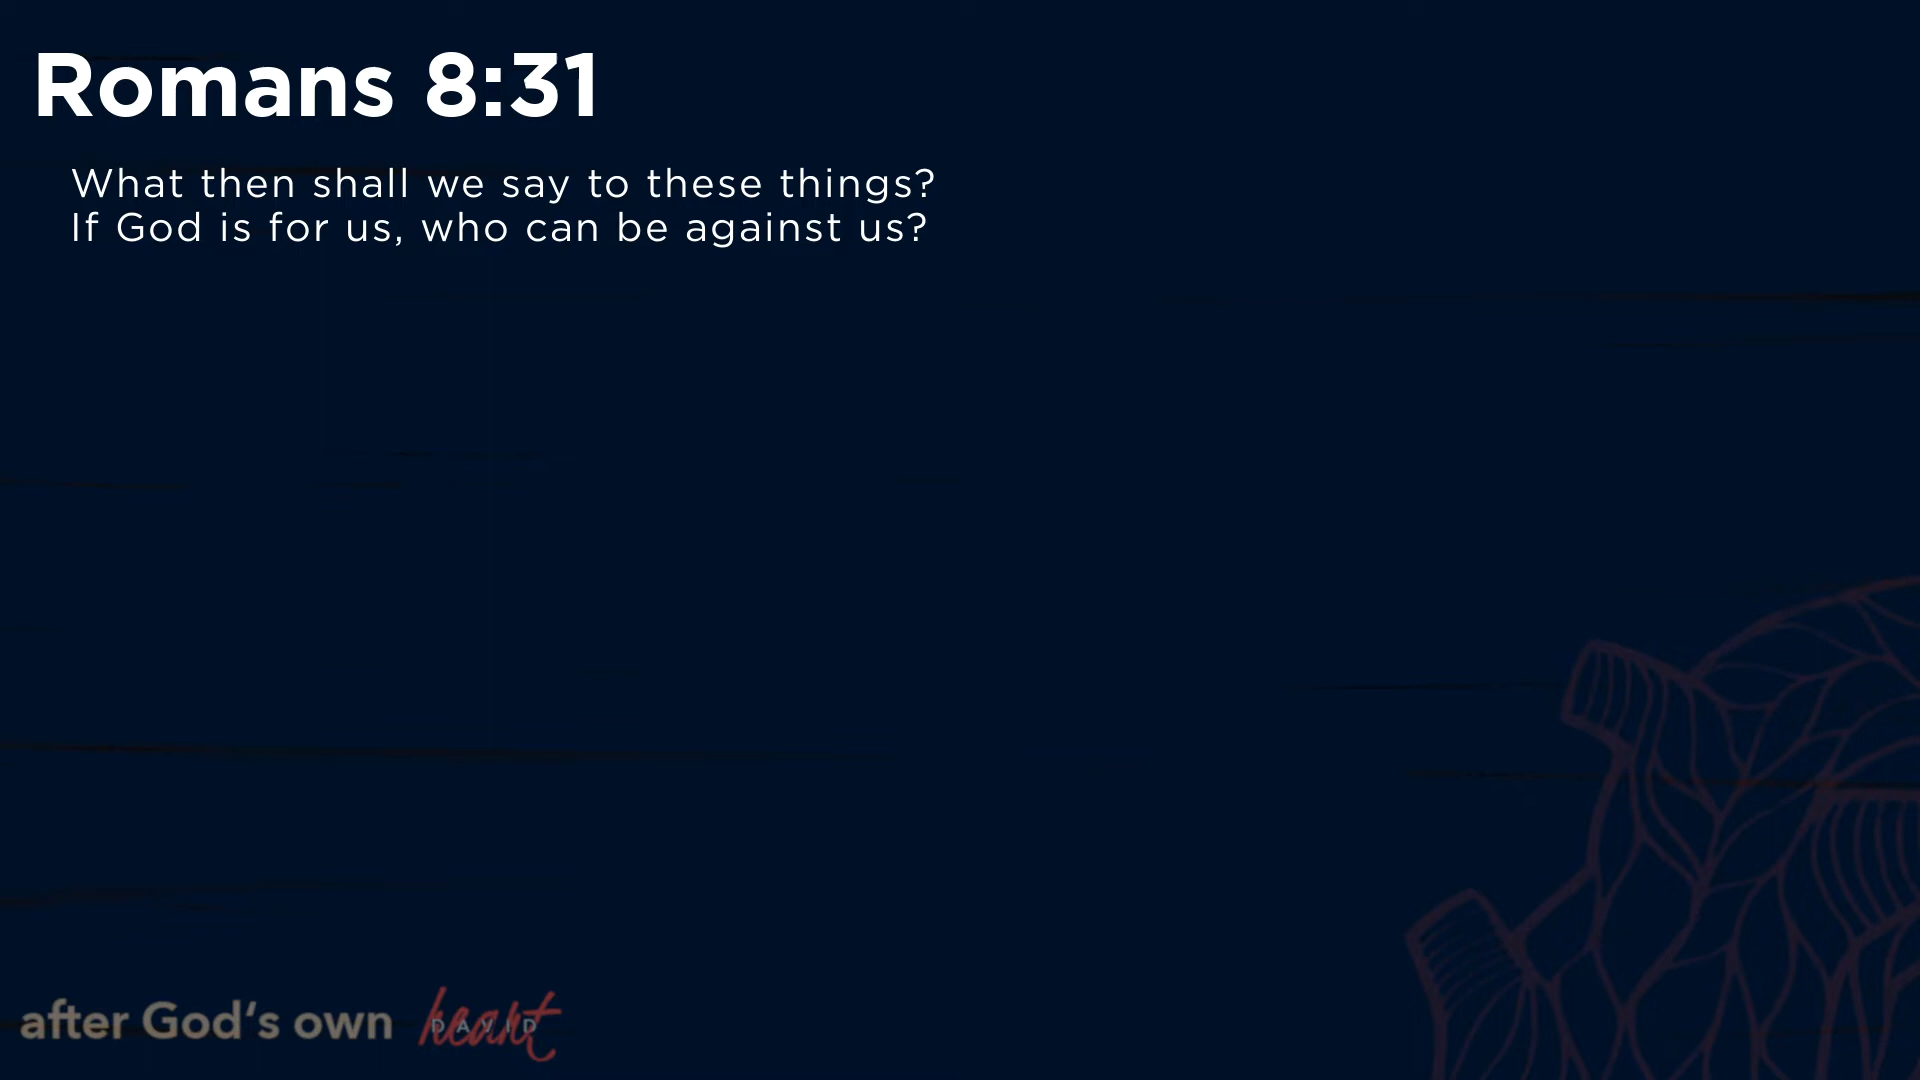 Romans 8:31
What then shall we say to these things?
If God is for us, who can be against us?
after God's own heart
DAVID